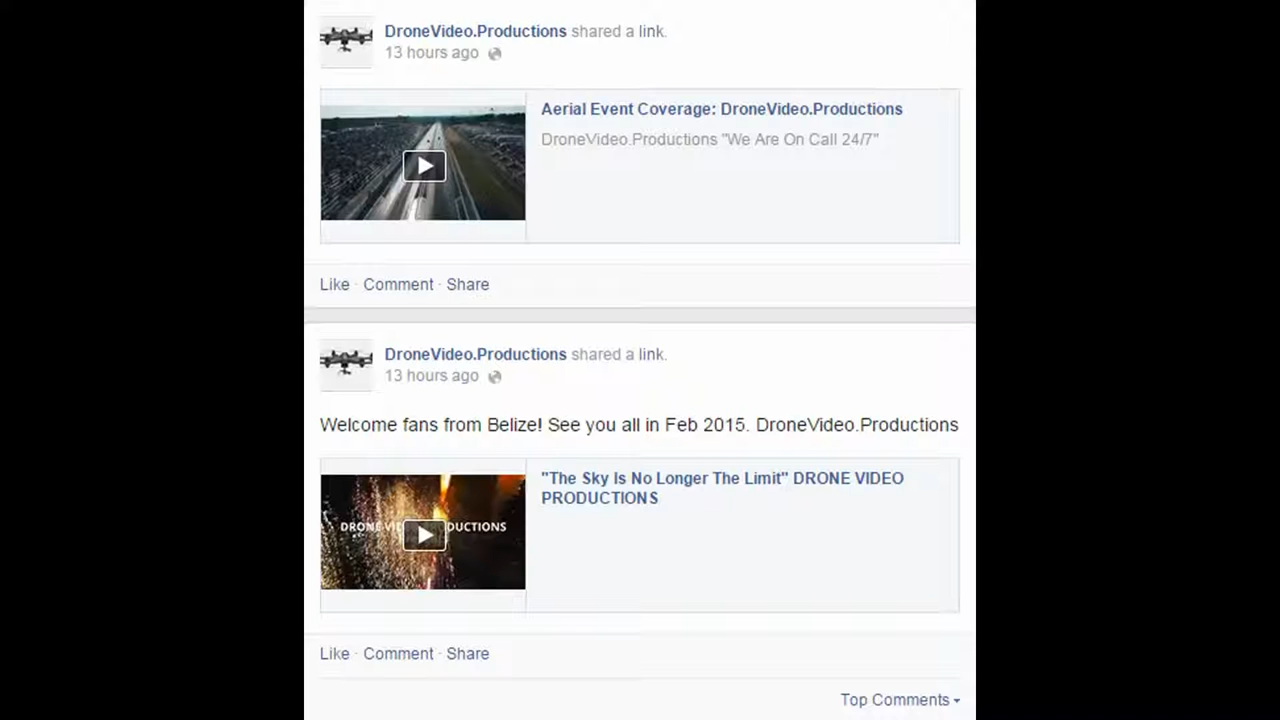 DroneVideo.Productions shared a link.
13 hours ago
Aerial Event Coverage: DroneVideo.Productions
DroneVideo.Productions "We Are On Call 24/7"
Like · Comment · Share
DroneVideo.Productions shared a link.
13 hours ago
Welcome fans from Belize! See you all in Feb 2015. DroneVideo.Productions
"The Sky Is No Longer The Limit" DRONE VIDEO
PRODUCTIONS
DRONE VID DUCTIONS
Like · Comment · Share
Top Comments